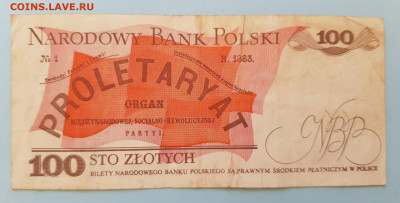 COINS.LAVE.RU
NARODOWY BANK POLSKI
100
№ 1
R. 1883.
PROLETARYAT
ORGAN
MIĘDZYNARODOWEJ SOCYALNO-REWOLUCYJNEJ
PARTYI.
NBP
100 STO ZŁOTYCH
BILETY NARODOWEGO BANKU POLSKIEGO SĄ PRAWNYM ŚRODKIEM PŁATNICZYM W POLSCE